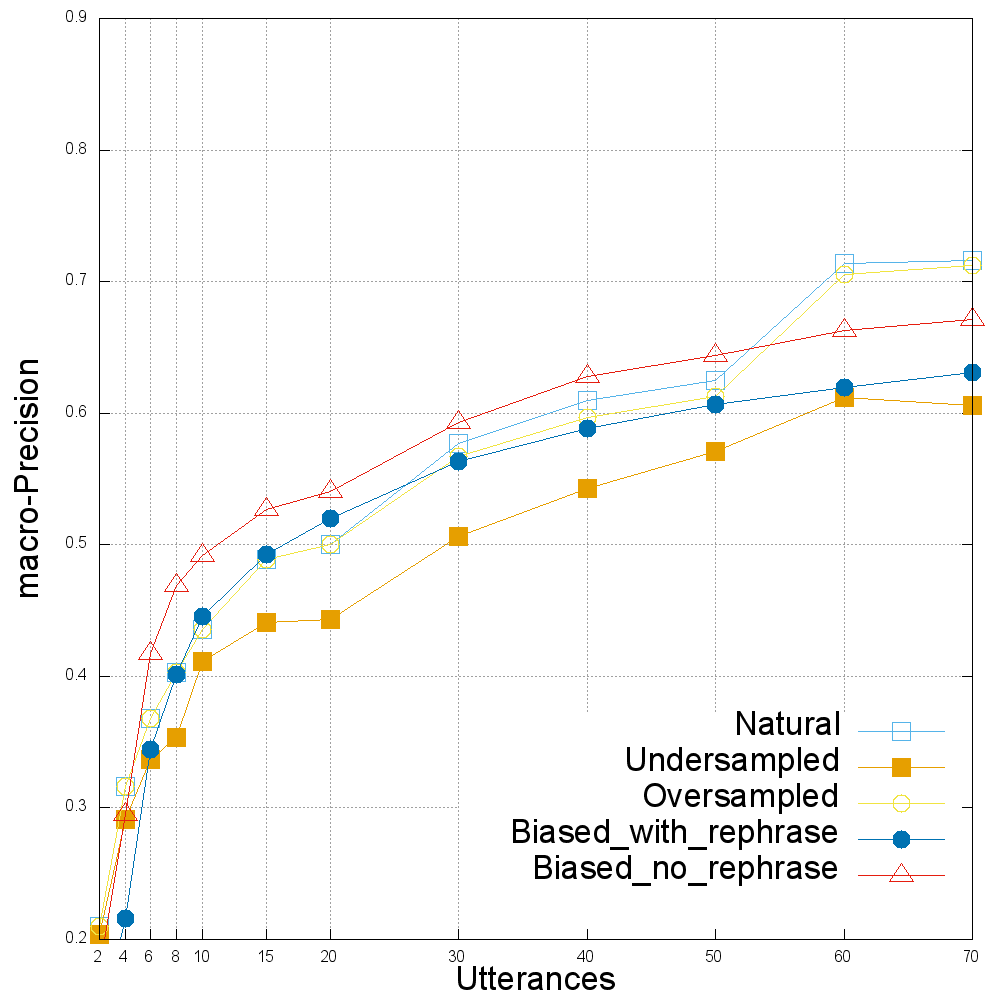 0.9
0.8
0.7
0.6
0.5
0.4
0.3
0.2
macro-Precision
Natural
Undersampled
Oversampled
Biased_with_rephrase
Biased_no_rephrase
2 4 6 8 10 15 20 30 40 50 60 70
Utterances